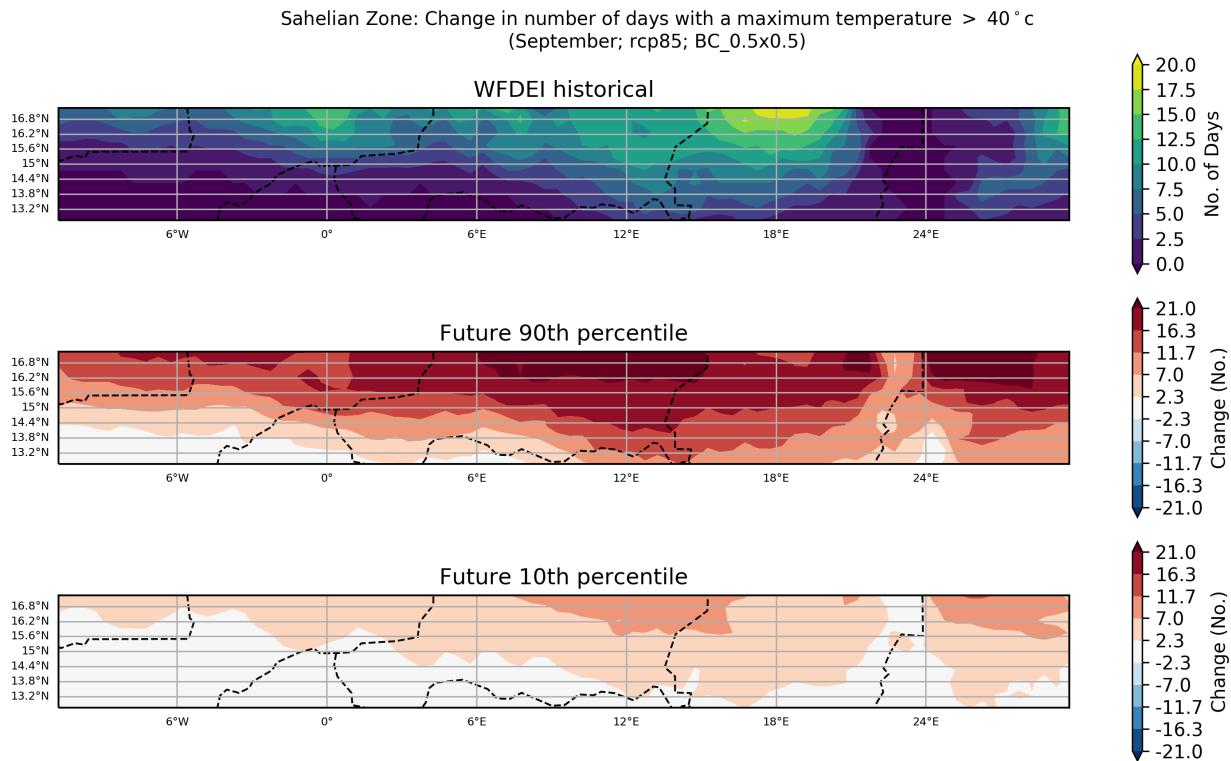 Sahelian Zone: Change in number of days with a maximum temperature > 40°c
(September; rcp85; BC_0.5x0.5)
WFDEI historical
16.8°N
16.2°N
15.6°N
15°N
14.4°N
13.8°N
13.2°N
6°W
0°
6°E
12°E
18°E
24°E
20.0
17.5
15.0
12.5
10.0
7.5
5.0
2.5
0.0
No. of Days
Future 90th percentile
16.8°N
16.2°N
15.6°N
15°N
14.4°N
13.8°N
13.2°N
6°W
0°
6°E
12°E
18°E
24°E
21.0
16.3
11.7
7.0
2.3
-2.3
-7.0
-11.7
-16.3
-21.0
Change (No.)
Future 10th percentile
16.8°N
16.2°N
15.6°N
15°N
14.4°N
13.8°N
13.2°N
6°W
0°
6°E
12°E
18°E
24°E
21.0
16.3
11.7
7.0
2.3
-2.3
-7.0
-11.7
-16.3
-21.0
Change (No.)